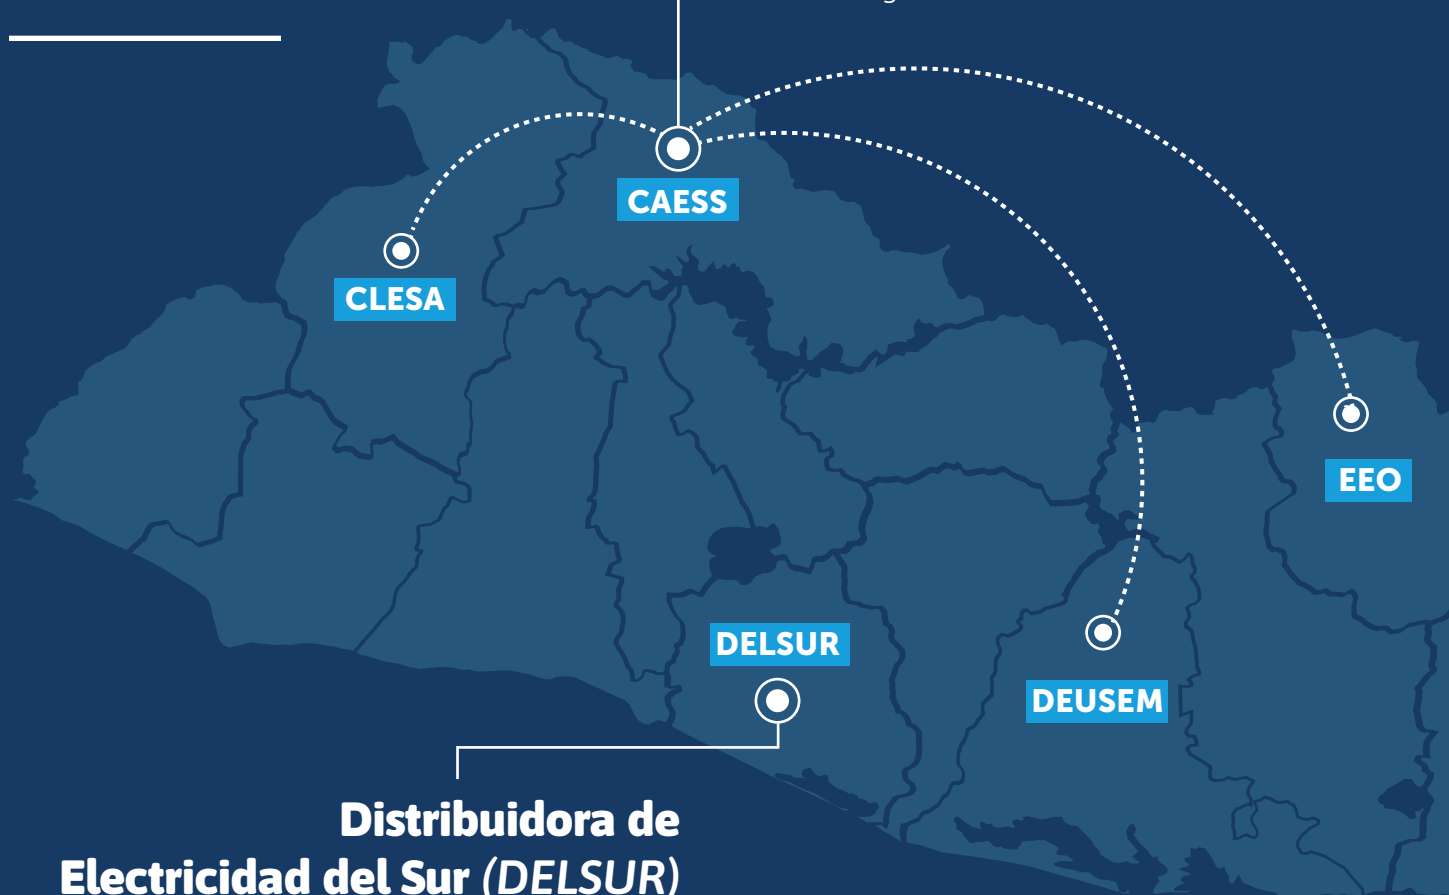 CAESS
CLESA
EEO
DELSUR
DEUSEM
Distribuidora de
Electricidad del Sur (DELSUR)